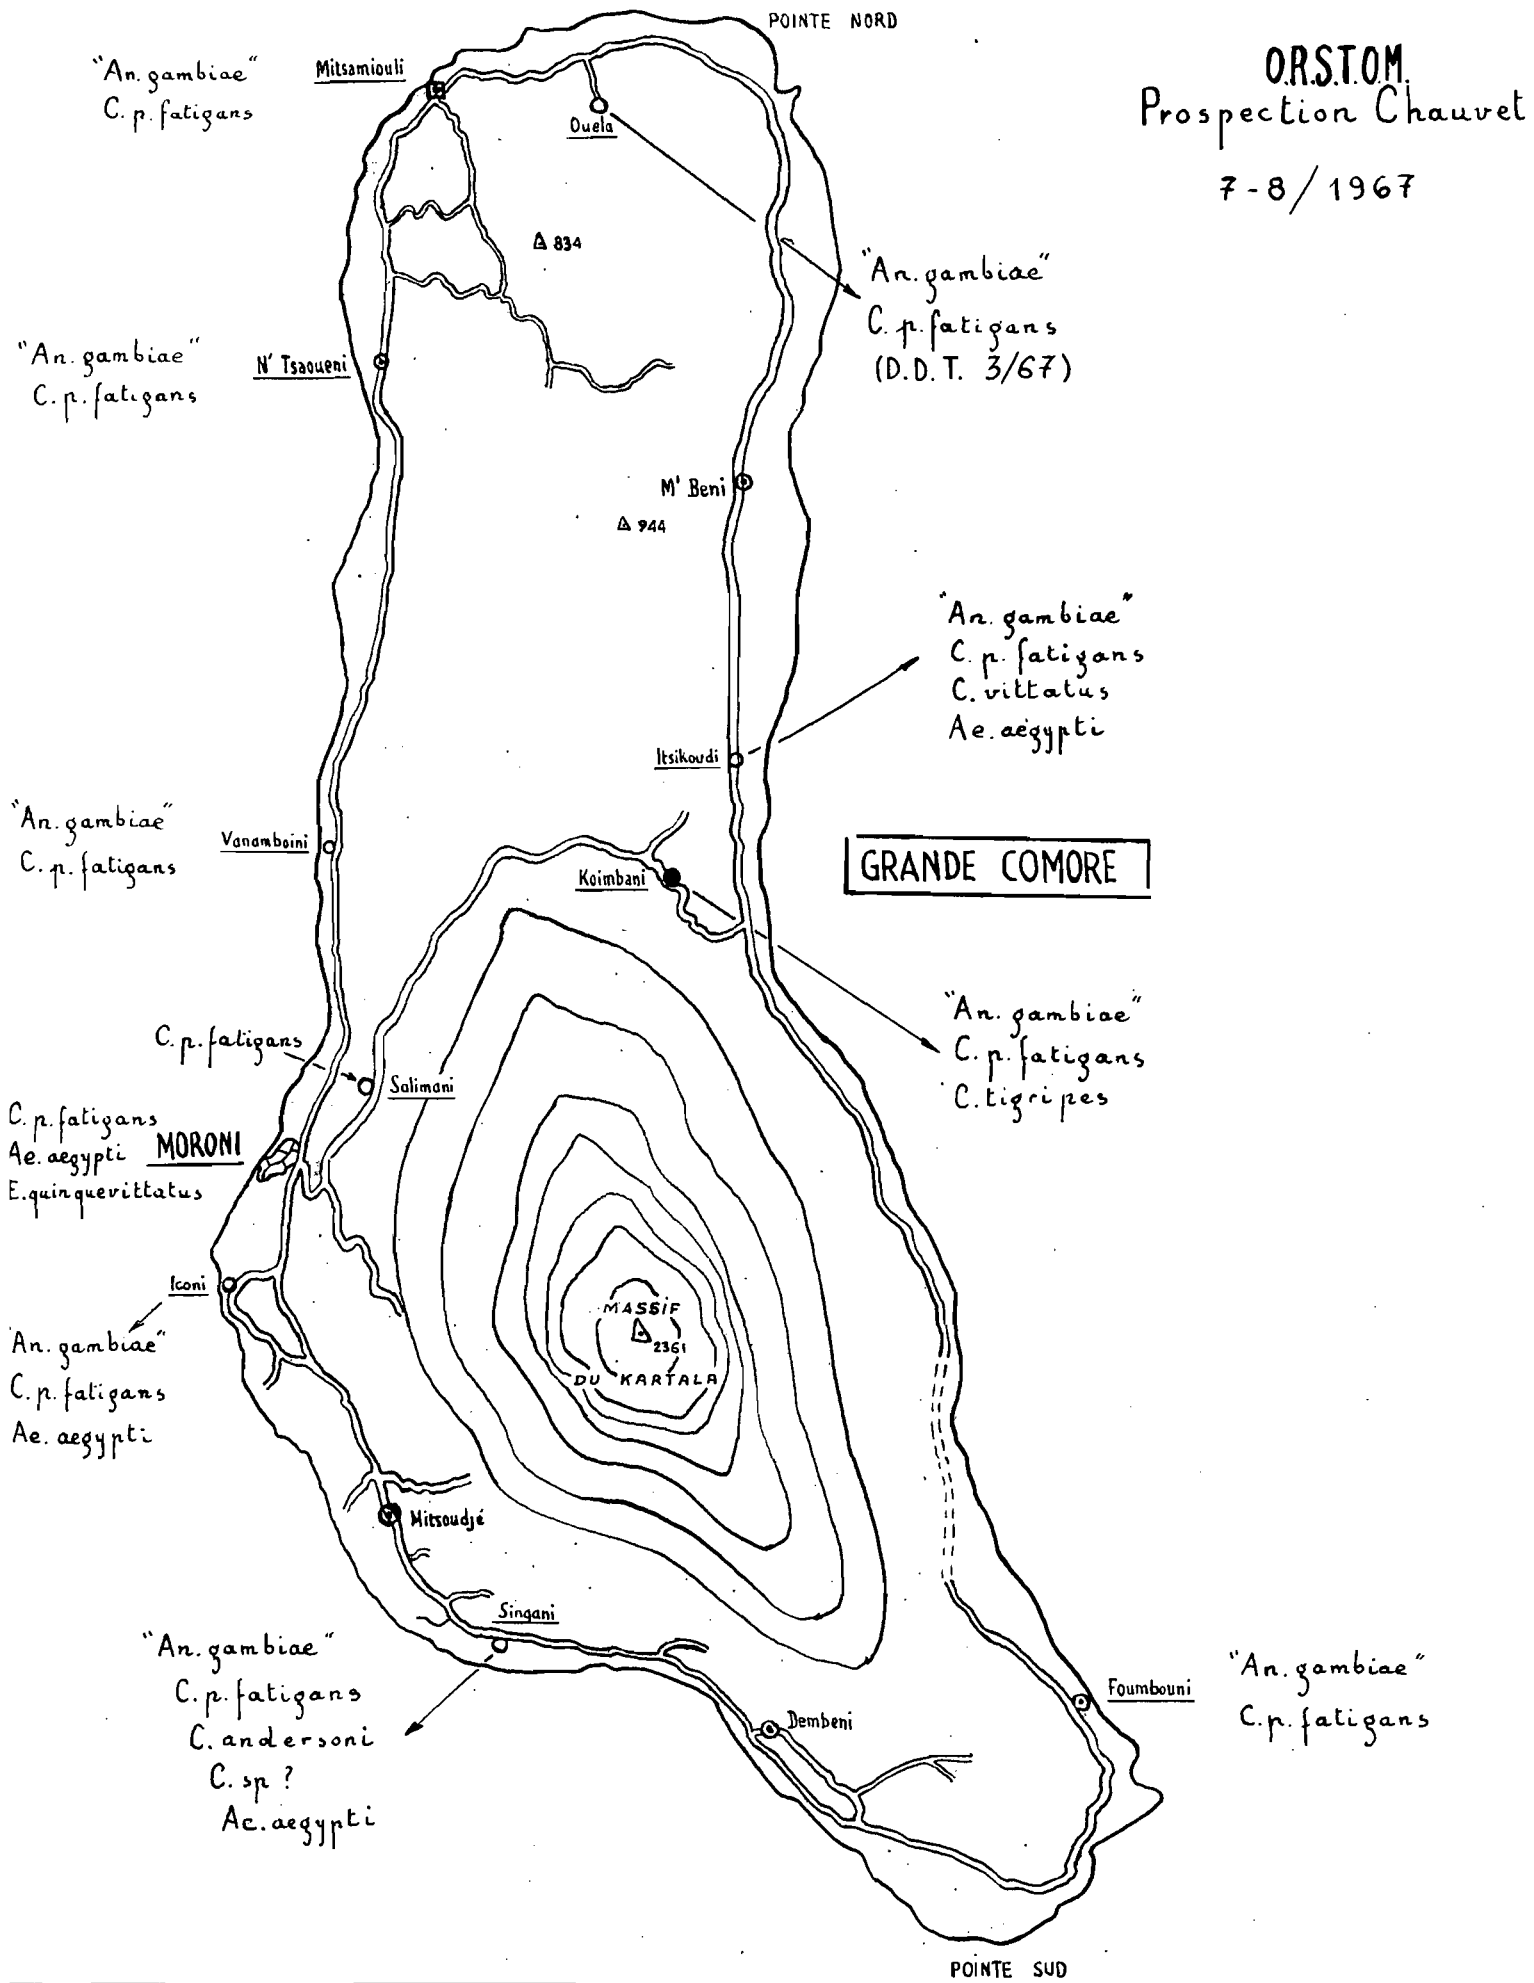 POINTE NORD
O.R.S.T.O.M.
Prospection Chauvet
7-8/1967
"An. gambiae"
C. p. fatigans
Mitsamiouli
Ouela
834
"An. gambiae"
C. p. fatigans
(D.D.T. 3/67)
"An. gambiae"
C. p. fatigans
N' Tsaoueni
M' Beni
944
"An. gambiae"
C. p. fatigans
C. vittatus
Ae. aegypti
Itsikoudi
"An. gambiae"
C. p. fatigans
Vanamboini
Koimbani
GRANDE COMORE
"An. gambiae"
C. p. fatigans
C. tigripes
C. p. fatigans
Salimani
C. p. fatigans
Ae. aegypti
E. quinquevittatus
MORONI
Iconi
"An. gambiae"
C. p. fatigans
Ae. aegypti
MASSIF
2361
DU KARTALA
Mitsoudjé
Singani
"An. gambiae"
C. p. fatigans
C. andersoni
C. sp ?
Ae. aegypti
Dembeni
Foumbouni
"An. gambiae"
C. p. fatigans
POINTE SUD